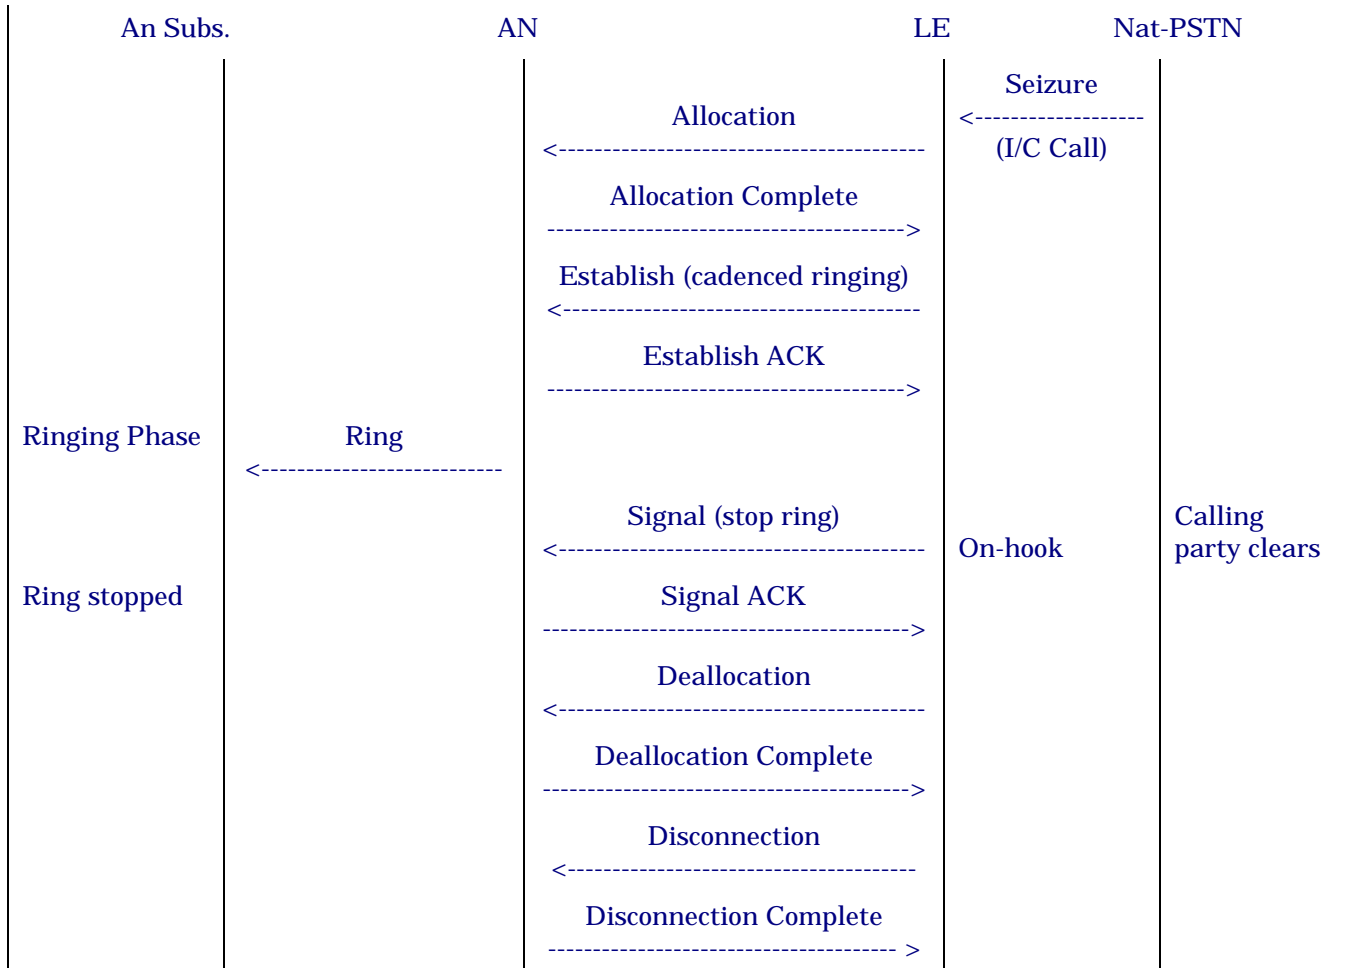 An Subs. AN LE Nat-PSTN
Seizure
Allocation <-------------------
<----------------------------------------- (I/C Call)
Allocation Complete
---------------------------------------->
Establish (cadenced ringing)
<----------------------------------------
Establish ACK
---------------------------------------->
Ringing Phase Ring
<---------------------------
Signal (stop ring) Calling
<----------------------------------------- On-hook party clears
Ring stopped Signal ACK
----------------------------------------->
Deallocation
<-----------------------------------------
Deallocation Complete
----------------------------------------->
Disconnection
<---------------------------------------
Disconnection Complete
--------------------------------------- >